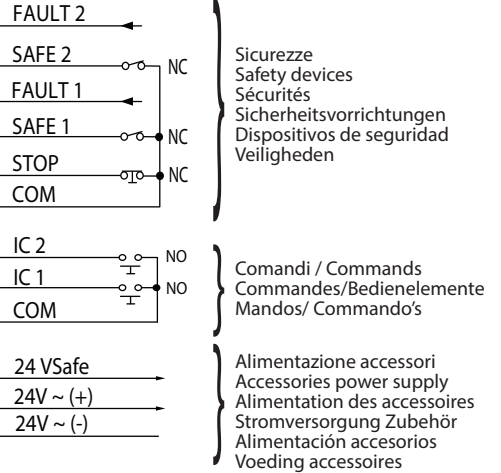 FAULT 2
SAFE 2
NC
FAULT 1
SAFE 1
NC
STOP
NC
COM
Sicurezze
Safety devices
Sécurités
Sicherheitsvorrichtungen
Dispositivos de seguridad
Veiligheden
IC 2
NO
IC 1
NO
COM
Comandi / Commands
Commandes/Bedienelemente
Mandos/ Commando's
24 VSafe
24V ~ (+)
24V ~ (-)
Alimentazione accessori
Accessories power supply
Alimentation des accessoires
Stromversorgung Zubehör
Alimentación accesorios
Voeding accessoires